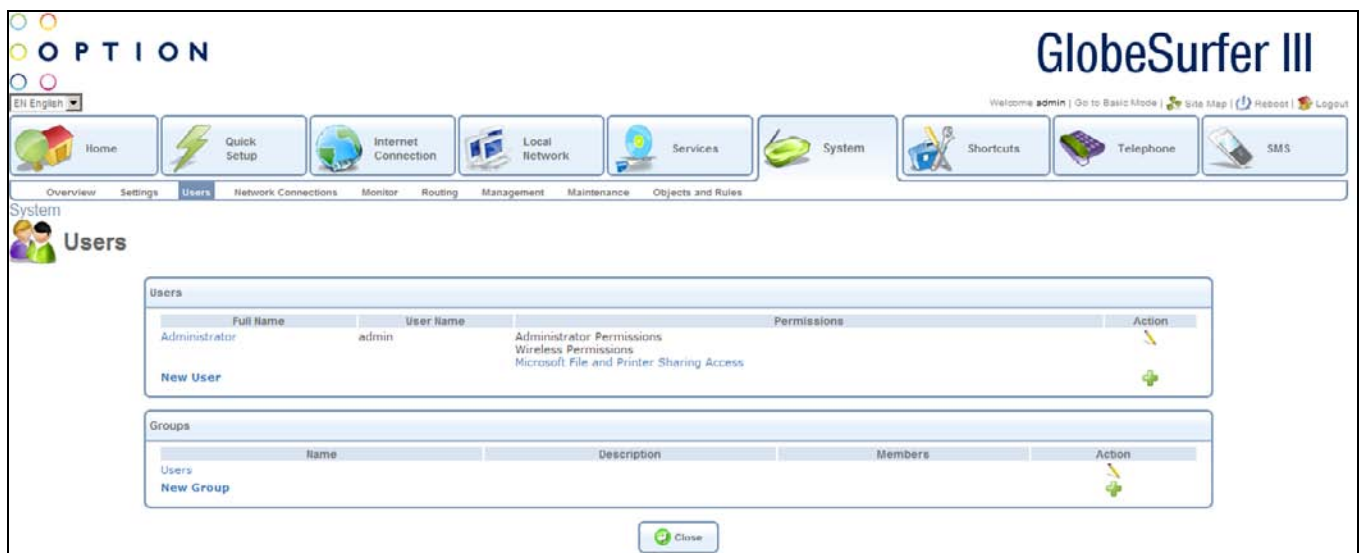 OPTION
GlobeSurfer III
EN English
Welcome admin | Go to Basic Mode | Site Map | Reboot | Logout
Home
Quick Setup
Internet Connection
Local Network
Services
System
Shortcuts
Telephone
SMS
Overview Settings Users Network Connections Monitor Routing Management Maintenance Objects and Rules
System
Users
Users
Full Name User Name Permissions Action
Administrator admin Administrator Permissions
Wireless Permissions
Microsoft File and Printer Sharing Access
New User
Groups
Name Description Members Action
Users
New Group
Close